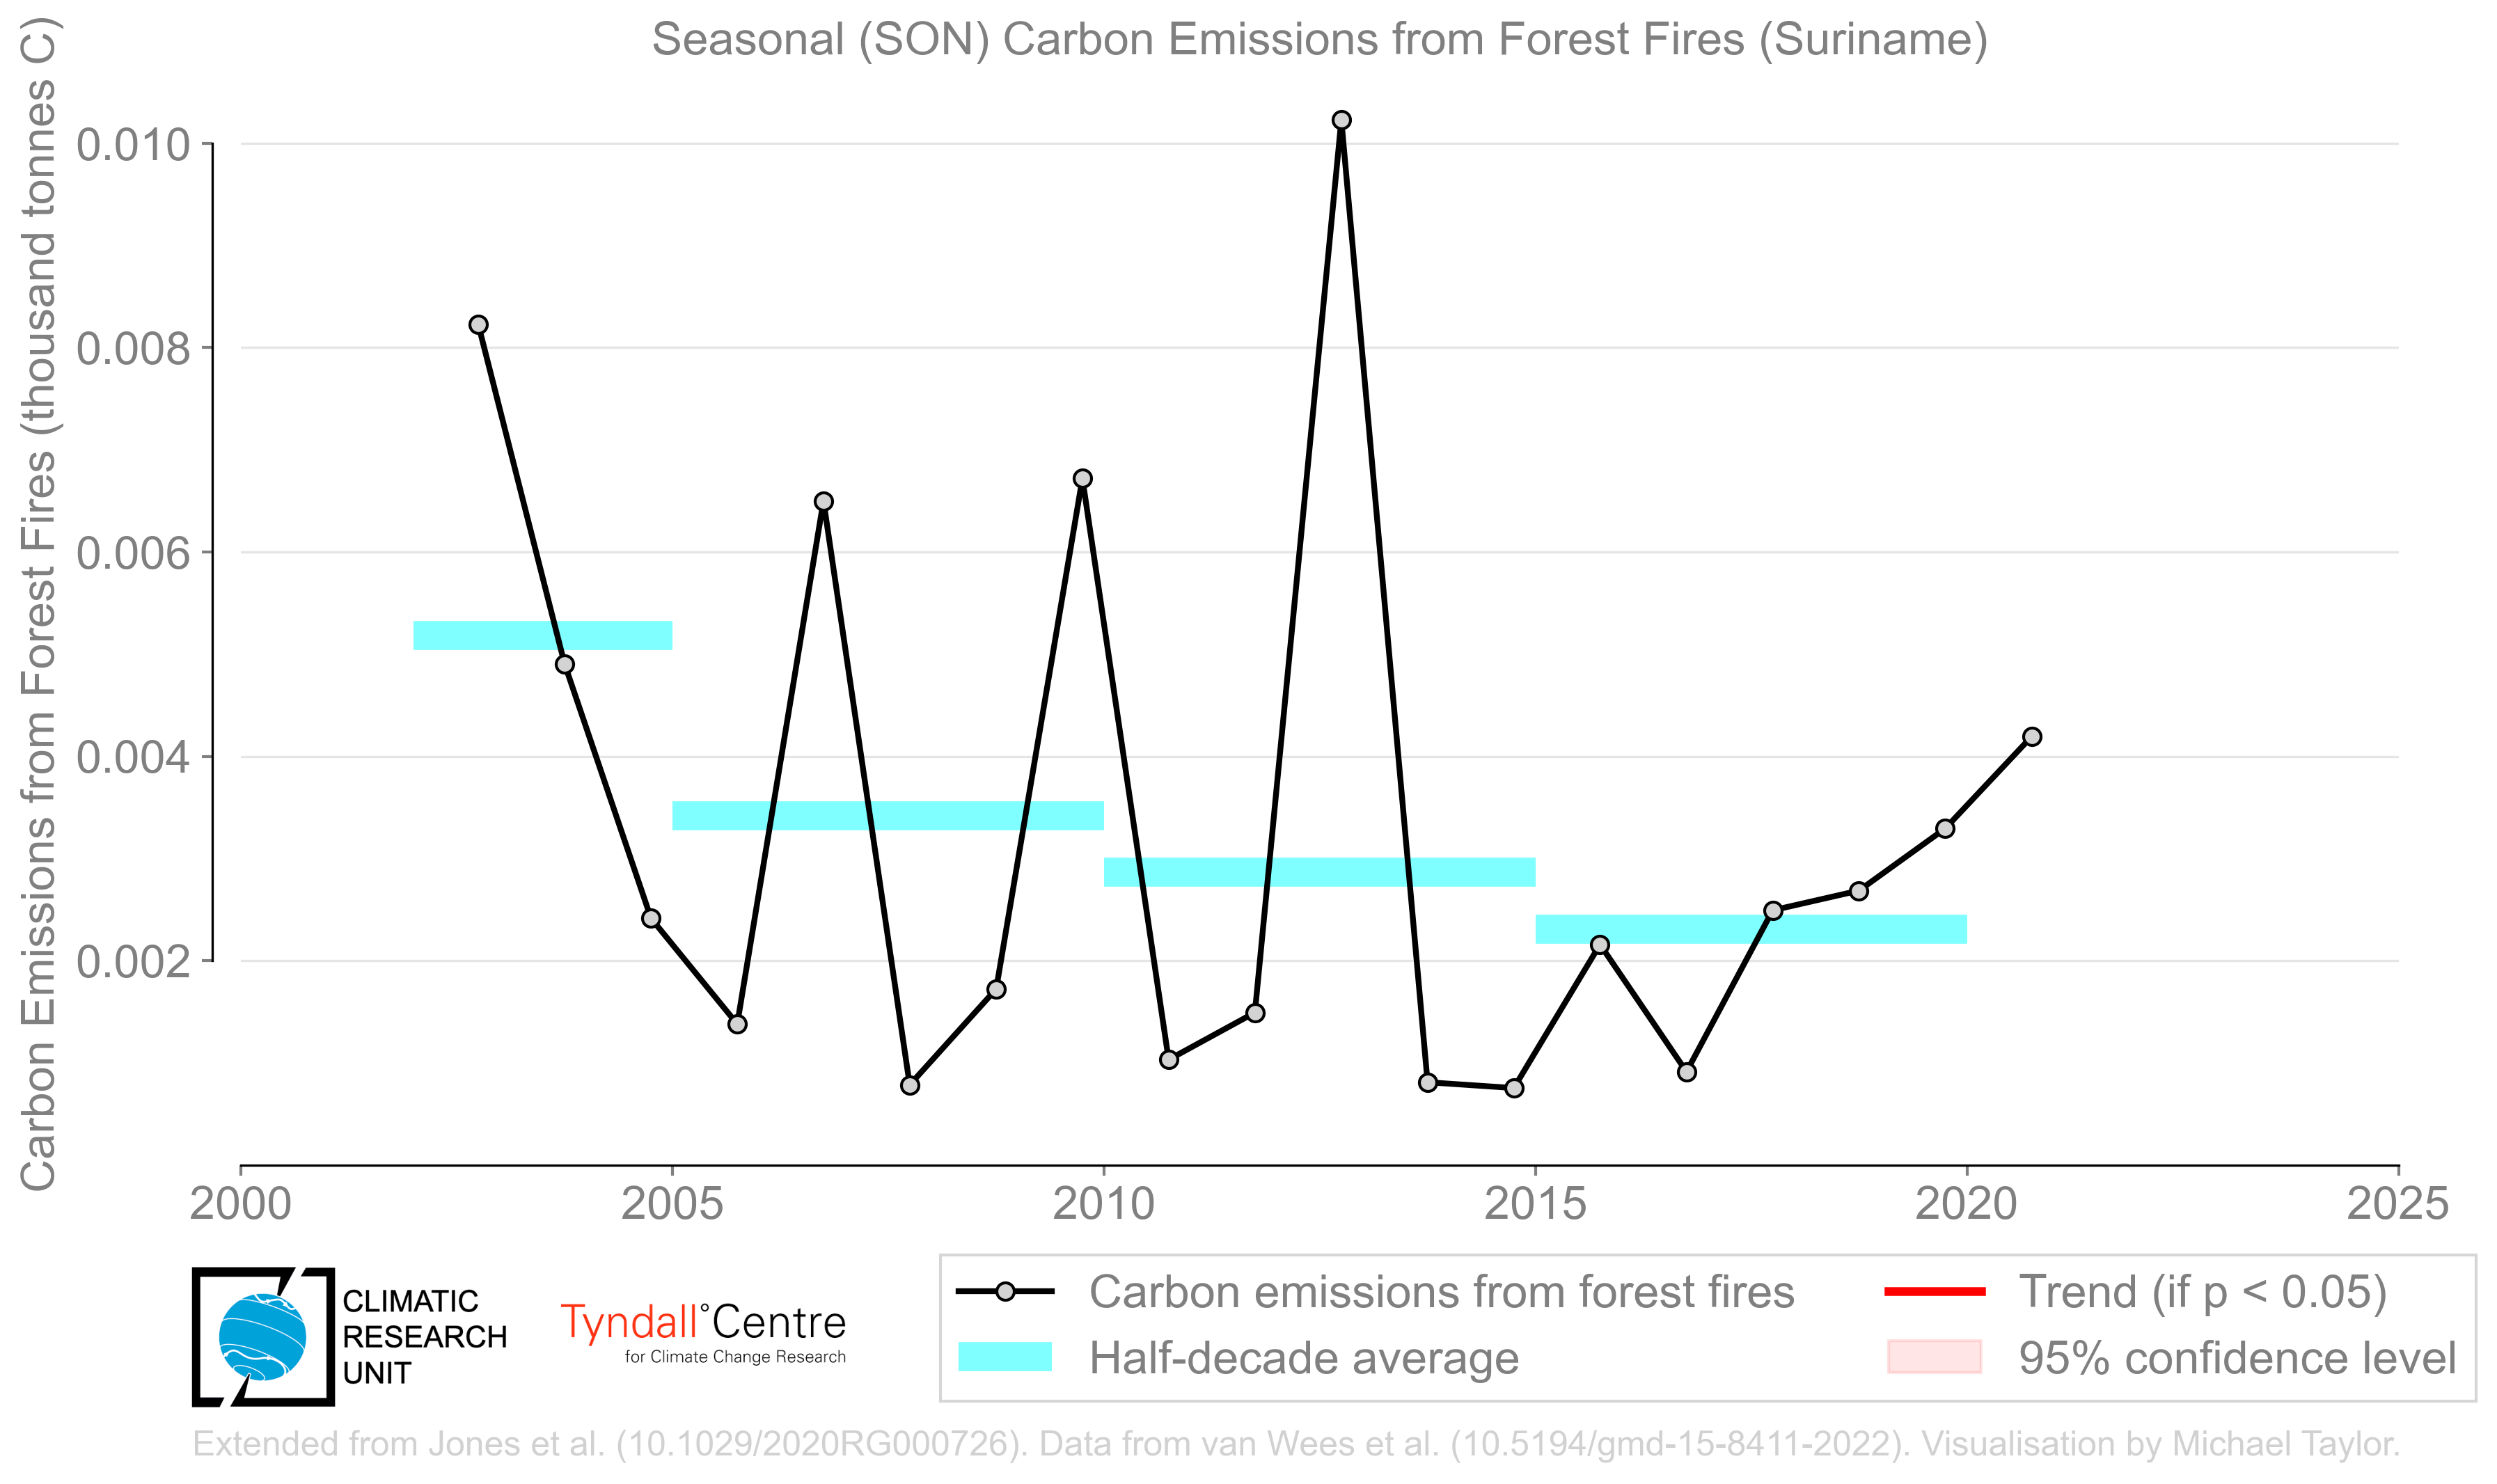 Seasonal (SON) Carbon Emissions from Forest Fires (Suriname)
Carbon Emissions from Forest Fires (thousand tonnes C)
0.010
0.008
0.006
0.004
0.002
2000 2005 2010 2015 2020 2025
CLIMATIC
RESEARCH
UNIT
Tyndall°Centre
for Climate Change Research
Carbon emissions from forest fires
Half-decade average
Trend (if p < 0.05)
95% confidence level
Extended from Jones et al. (10.1029/2020RG000726). Data from van Wees et al. (10.5194/gmd-15-8411-2022). Visualisation by Michael Taylor.